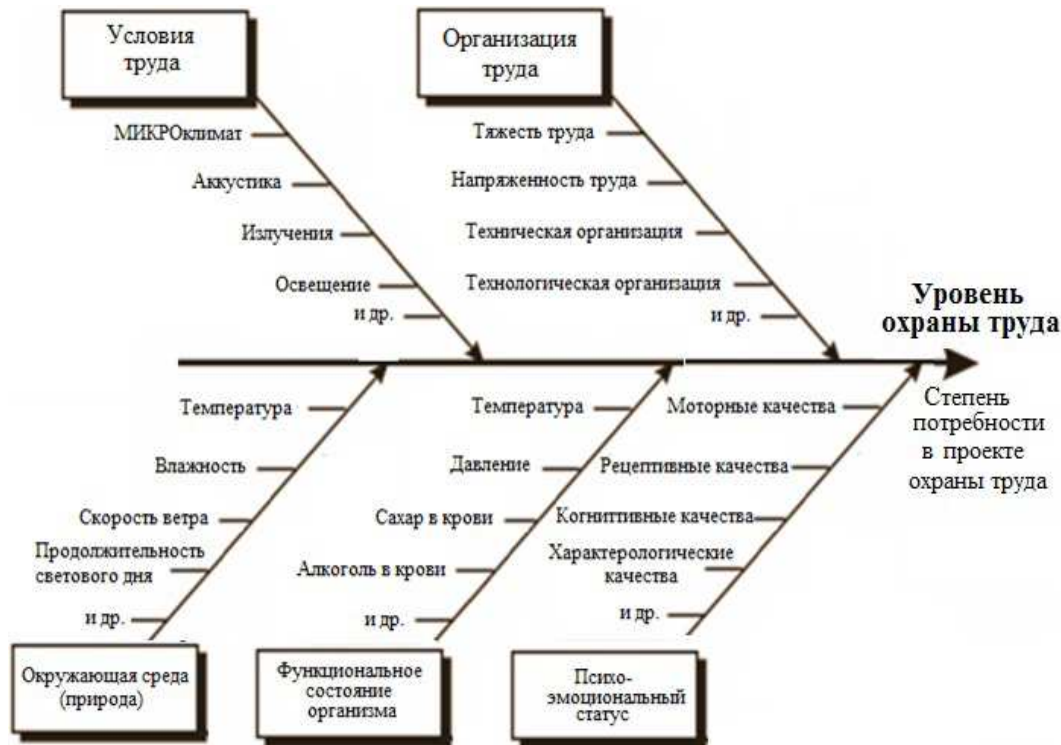 Условия
труда
Организация
труда
МИКРОклимат
Аккустика
Излучения
Освещение
и др.
Тяжесть труда
Напряженность труда
Техническая организация
Технологическая организация
и др.
Уровень
охраны труда
Степень
потребности
в проекте
охраны труда
Температура
Влажность
Скорость ветра
Продолжительность
светового дня
и др.
Температура
Давление
Сахар в крови
Алкоголь в крови
и др.
Моторные качества
Рецептивные качества
Когниттивные качества
Характерологические
качества
и др.
Окружающая среда
(природа)
Функциональное
состояние
организма
Психо-
эмоциональный
статус